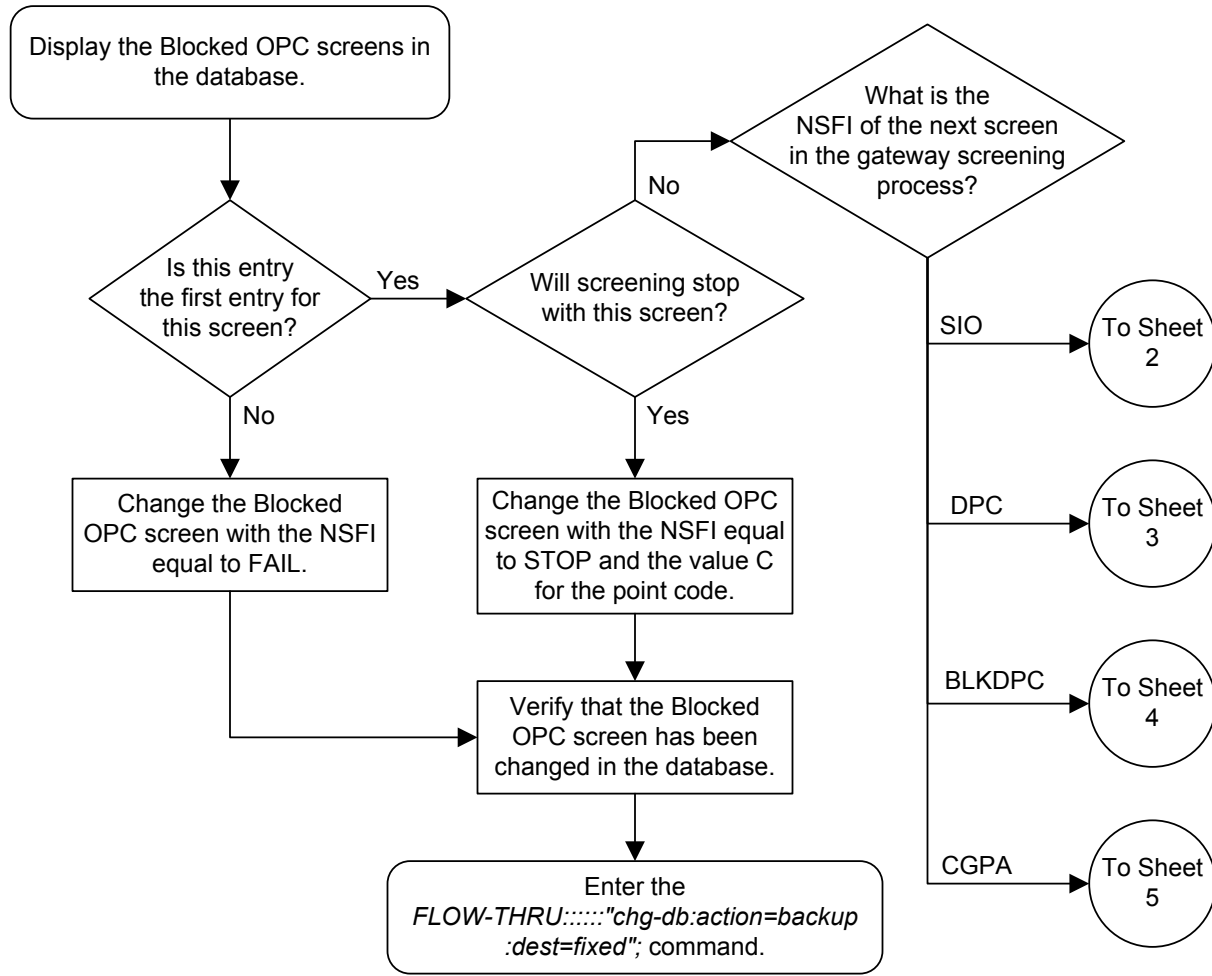 Display the Blocked OPC screens in
the database.
What is the
NSFI of the next screen
in the gateway screening
process?
No
Is this entry
the first entry for
this screen?
Yes
Will screening stop
with this screen?
SIO
To Sheet
2
No
Yes
Change the Blocked
OPC screen with the NSFI
equal to FAIL.
Change the Blocked OPC
screen with the NSFI equal
to STOP and the value C
for the point code.
DPC
To Sheet
3
Verify that the Blocked
OPC screen has been
changed in the database.
BLKDPC
To Sheet
4
Enter the
FLOW-THRU::::::"chg-db:action=backup
:dest=fixed"; command.
CGPA
To Sheet
5